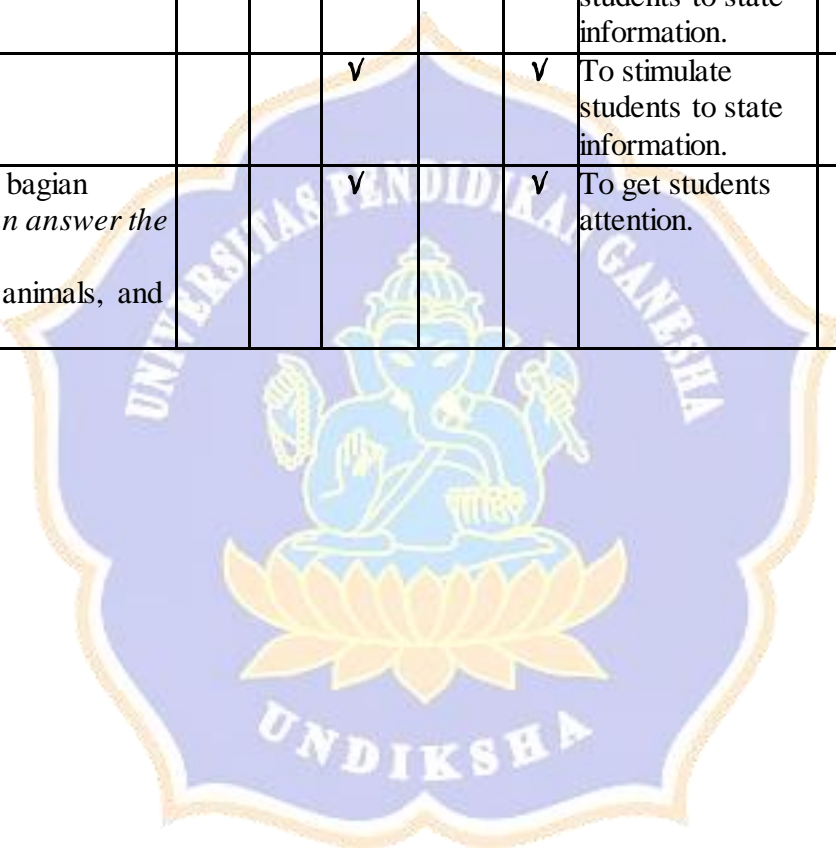 students to state
information.
√ √ To stimulate
students to state
information.
bagian √ √ To get students
n answer the attention.
animals, and
UNIVERSITAS PENDIDIKAN GANESHA
UNDIKSHA